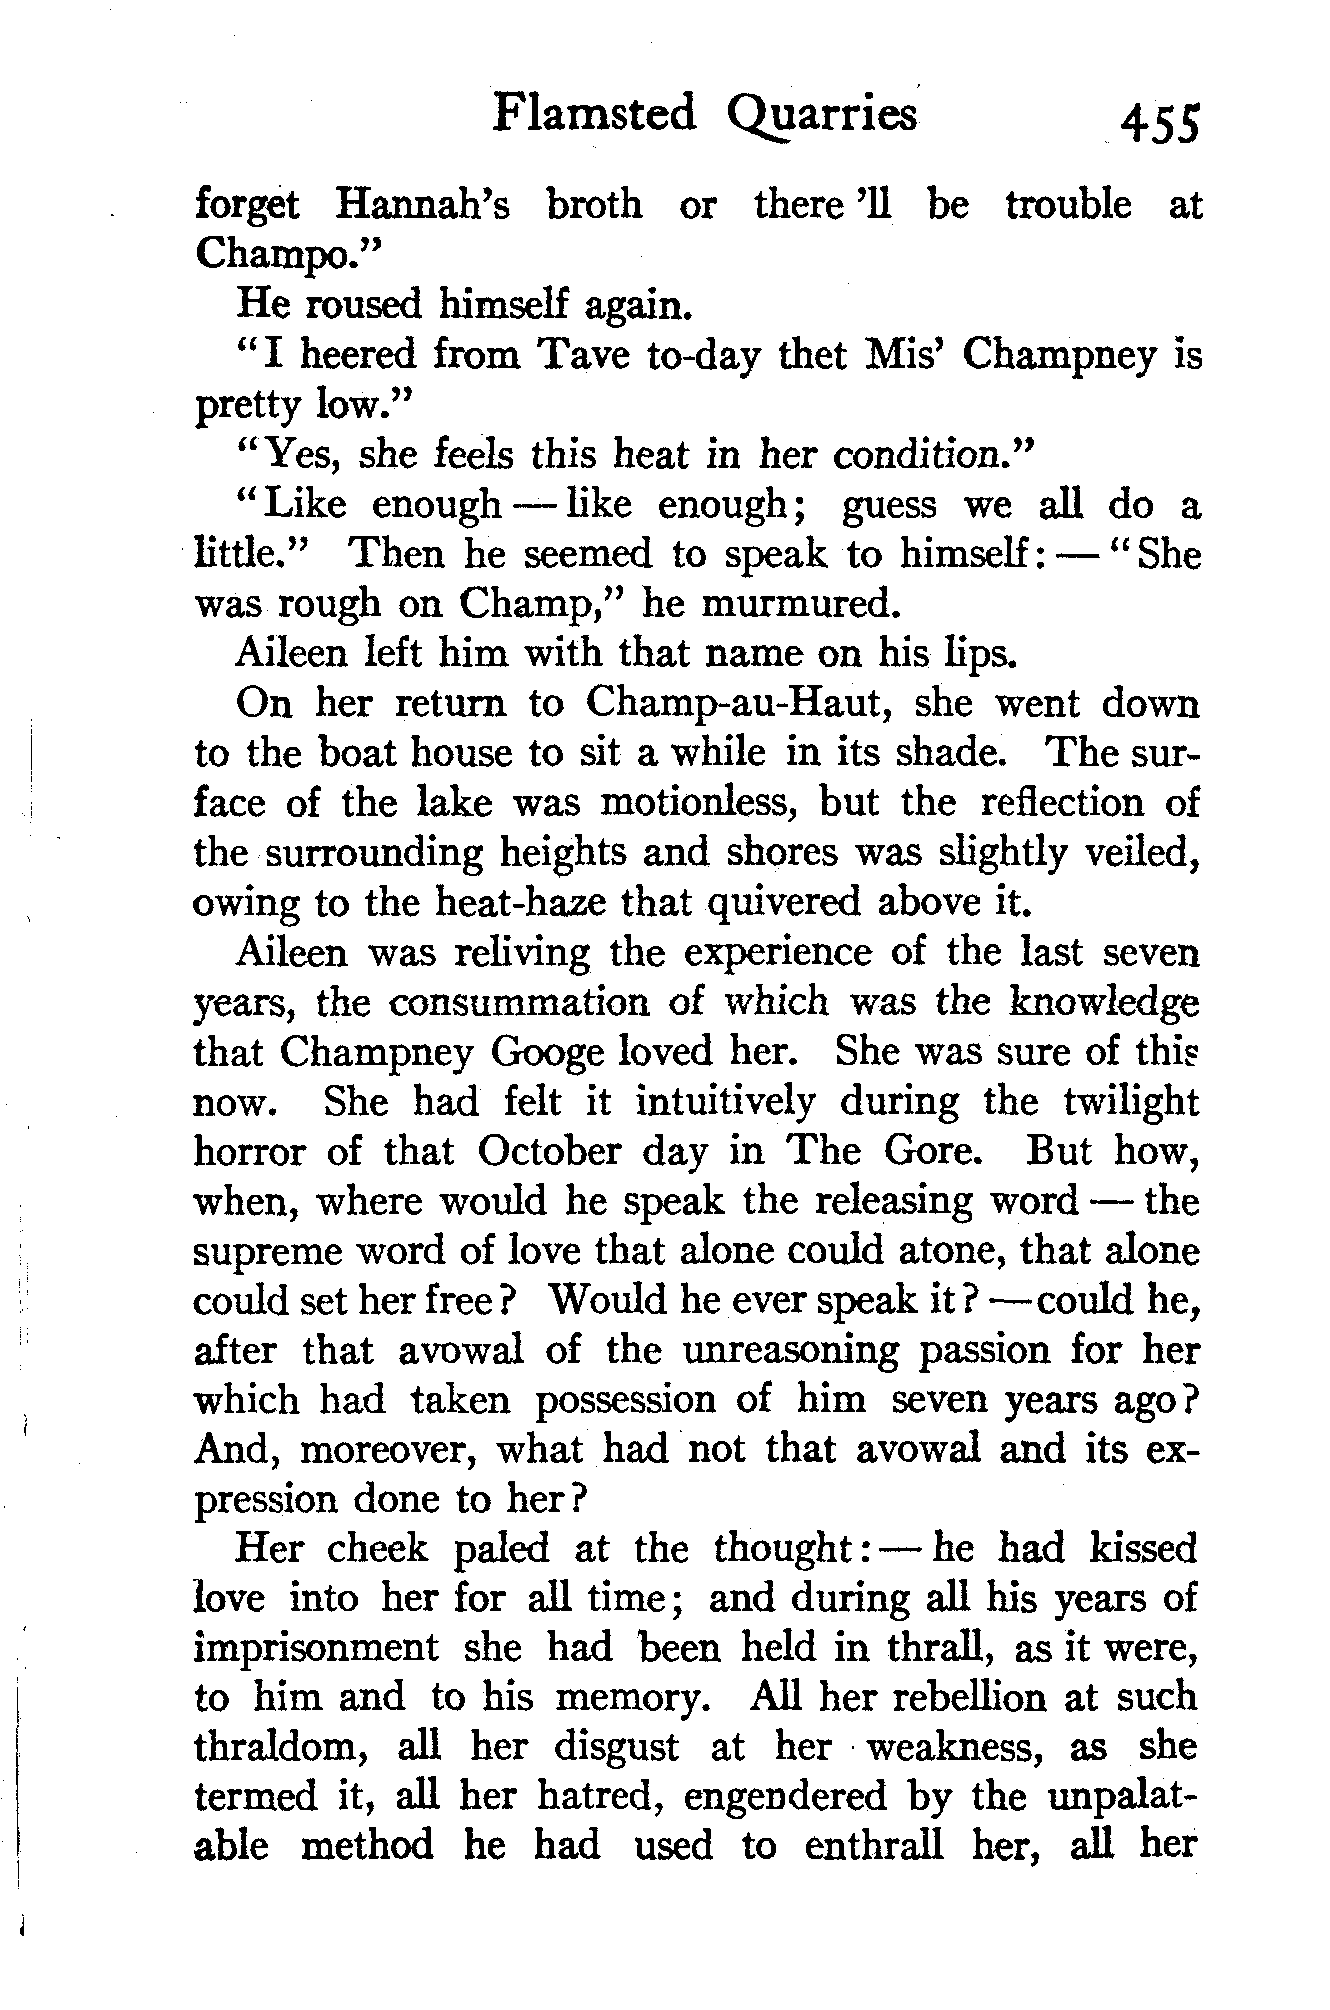 Flamsted Quarries 455
forget Hannah's broth or there 'll be trouble at
Champo."
He roused himself again.
"I heered from Tave to-day thet Mis' Champney is
pretty low."
"Yes, she feels this heat in her condition."
"Like enough — like enough; guess we all do a
little." Then he seemed to speak to himself: — "She
was rough on Champ," he murmured.
Aileen left him with that name on his lips.
On her return to Champ-au-Haut, she went down
to the boat house to sit a while in its shade. The sur-
face of the lake was motionless, but the reflection of
the surrounding heights and shores was slightly veiled,
owing to the heat-haze that quivered above it.
Aileen was reliving the experience of the last seven
years, the consummation of which was the knowledge
that Champney Googe loved her. She was sure of this
now. She had felt it intuitively during the twilight
horror of that October day in The Gore. But how,
when, where would he speak the releasing word — the
supreme word of love that alone could atone, that alone
could set her free? Would he ever speak it? — could he,
after that avowal of the unreasoning passion for her
which had taken possession of him seven years ago?
And, moreover, what had not that avowal and its ex-
pression done to her?
Her cheek paled at the thought: — he had kissed
love into her for all time; and during all his years of
imprisonment she had been held in thrall, as it were,
to him and to his memory. All her rebellion at such
thraldom, all her disgust at her weakness, as she
termed it, all her hatred, engendered by the unpalat-
able method he had used to enthrall her, all her